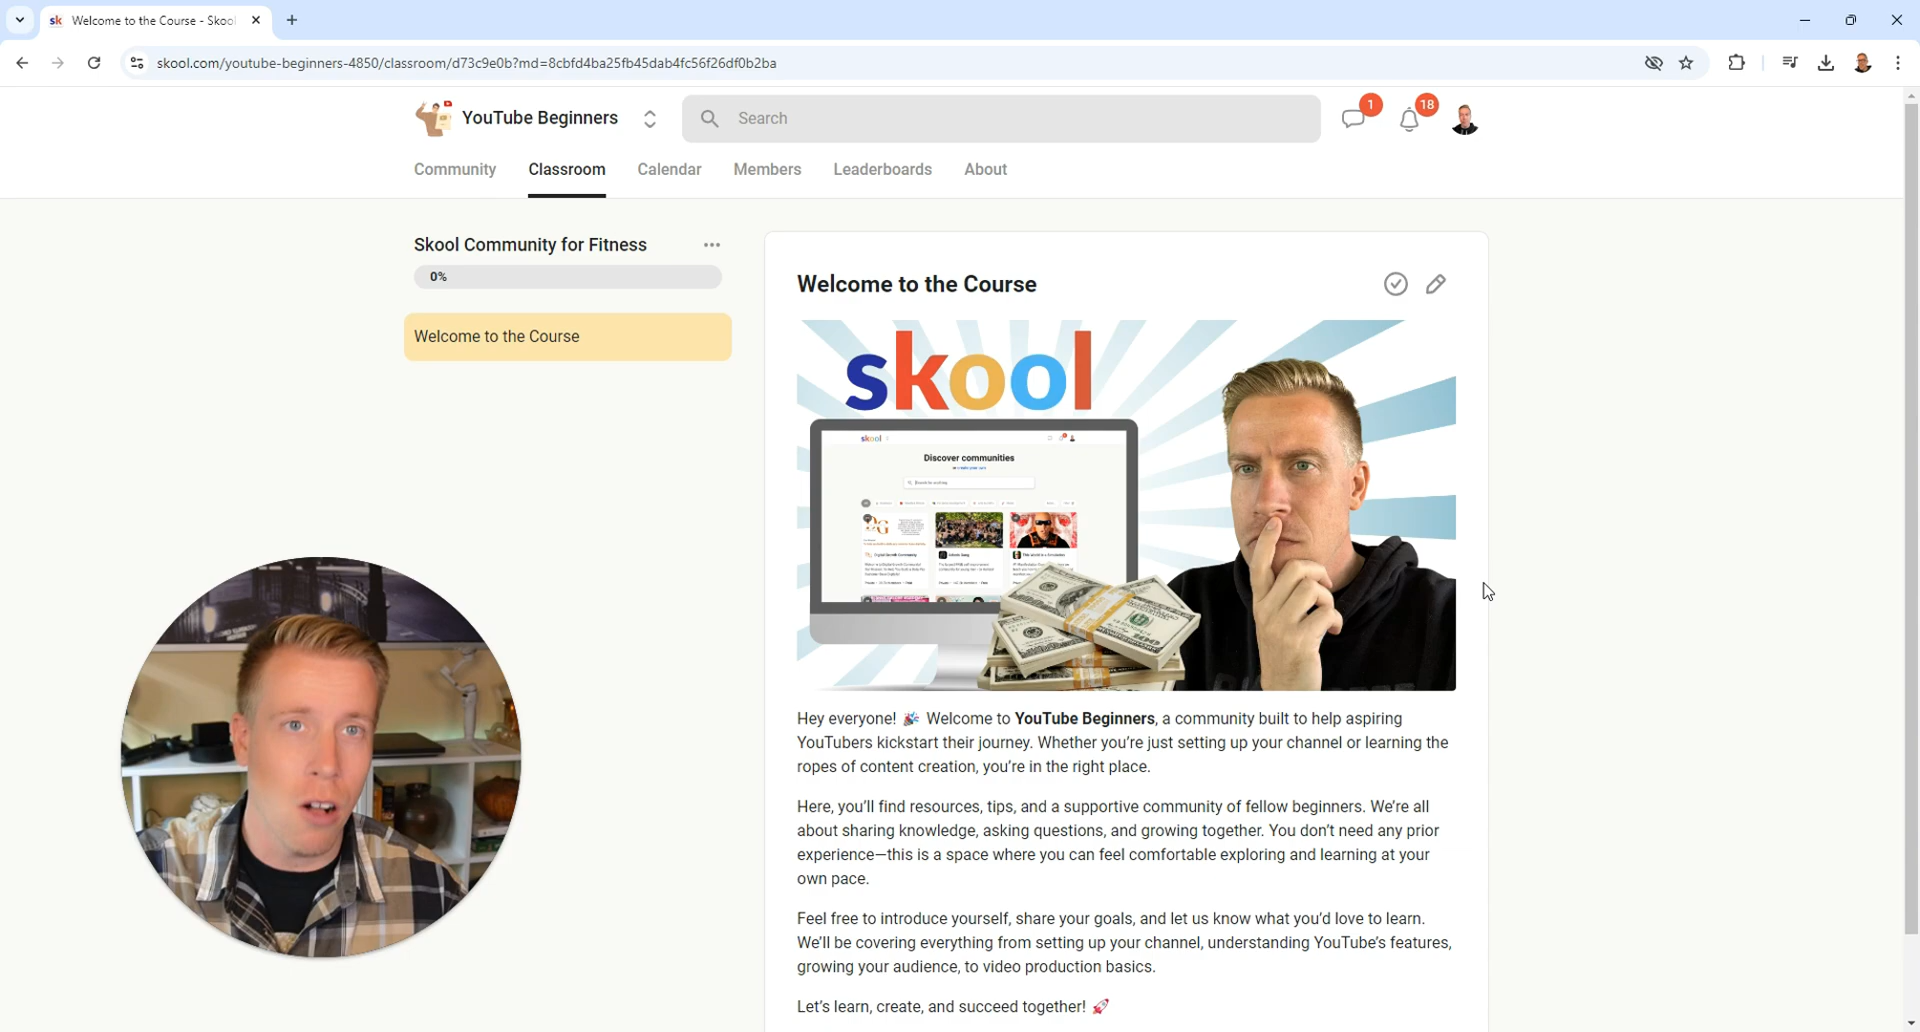 sk Welcome to the Course - Skool
skool.com/youtube-beginners-4850/classroom/d73c9e0b?md=8cbfd4ba25fb45dab4fc56f26df0b2ba
YouTube Beginners
Search
1
18
Community
Classroom
Calendar
Members
Leaderboards
About
Skool Community for Fitness
0%
Welcome to the Course
Welcome to the Course
skool
skool
Discover communities
Hey everyone! 🎉 Welcome to YouTube Beginners, a community built to help aspiring
YouTubers kickstart their journey. Whether you're just setting up your channel or learning the
ropes of content creation, you're in the right place.
Here, you'll find resources, tips, and a supportive community of fellow beginners. We're all
about sharing knowledge, asking questions, and growing together. You don't need any prior
experience—this is a space where you can feel comfortable exploring and learning at your
own pace.
Feel free to introduce yourself, share your goals, and let us know what you'd love to learn.
We'll be covering everything from setting up your channel, understanding YouTube's features,
growing your audience, to video production basics.
Let's learn, create, and succeed together! 🚀